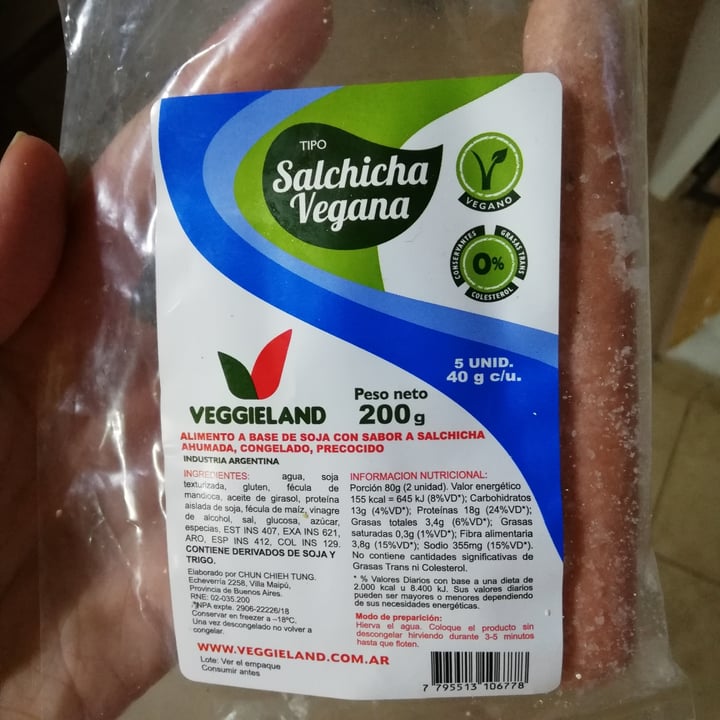 TIPO
Salchicha
Vegana
VEGANO
CONSERVANTES
GRASAS TRANS
0%
COLESTEROL
5 UNID.
40 g c/u.
VEGGIELAND
Peso neto
200g
ALIMENTO A BASE DE SOJA CON SABOR A SALCHICHA
AHUMADA, CONGELADO, PRECOCIDO
INDUSTRIA ARGENTINA
INGREDIENTES: agua, soja
texturizada, gluten, fécula de
mandioca, aceite de girasol, proteína
aislada de soja, fécula de maíz, vinagre
de alcohol, sal, glucosa, azúcar,
especias, EST INS 407, EXA INS 621,
ARO, ESP INS 412, COL INS 129.
CONTIENE DERIVADOS DE SOJA Y
TRIGO.
Elaborado por CHUN CHIEH TUNG.
Echeverría 2258, Villa Maipú,
Provincia de Buenos Aires.
RNE: 02-035.200
RNPA expte. 2906-22226/18
Conservar en freezer a –18ºC.
Una vez descongelado no volver a
congelar.
INFORMACION NUTRICIONAL:
Porción 80g (2 unidad). Valor energético
155 kcal = 645 kJ (8%VD*); Carbohidratos
13g (4%VD*); Proteínas 18g (24%VD*);
Grasas totales 3,4g (6%VD*); Grasas
saturadas 0,3g (1%VD*); Fibra alimentaria
3,8g (15%VD*); Sodio 355mg (15%VD*).
No contiene cantidades significativas de
Grasas Trans ni Colesterol.
* % Valores Diarios con base a una dieta de
2.000 kcal u 8.400 kJ. Sus valores diarios
pueden ser mayores o menores dependiendo
de sus necesidades energéticas.
Modo de preparación:
Hierva el agua. Coloque el producto sin
descongelar hirviendo durante 3-5 minutos
hasta que floten.
WWW.VEGGIELAND.COM.AR
Lote: Ver el empaque
Consumir antes
7 795513 106778